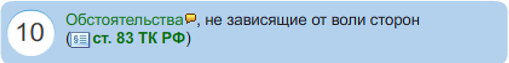 10
Обстоятельства, не зависящие от воли сторон
(ст. 83 ТК РФ)